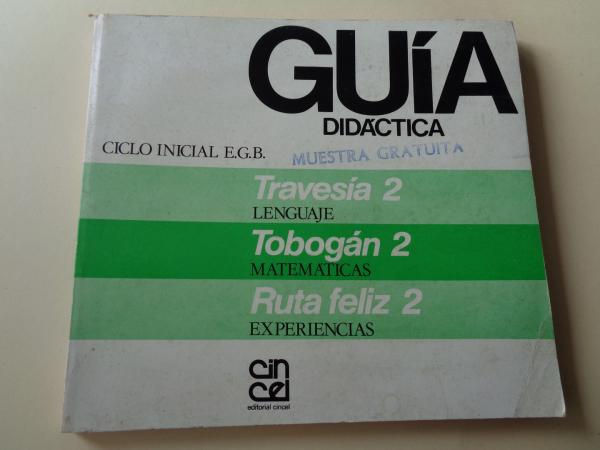 GUíA
DIDÁCTICA
CICLO INICIAL E.G.B.
MUESTRA GRATUITA
Travesía 2
LENGUAJE
Tobogán 2
MATEMATICAS
Ruta feliz 2
EXPERIENCIAS
cin
cel
editorial cincel